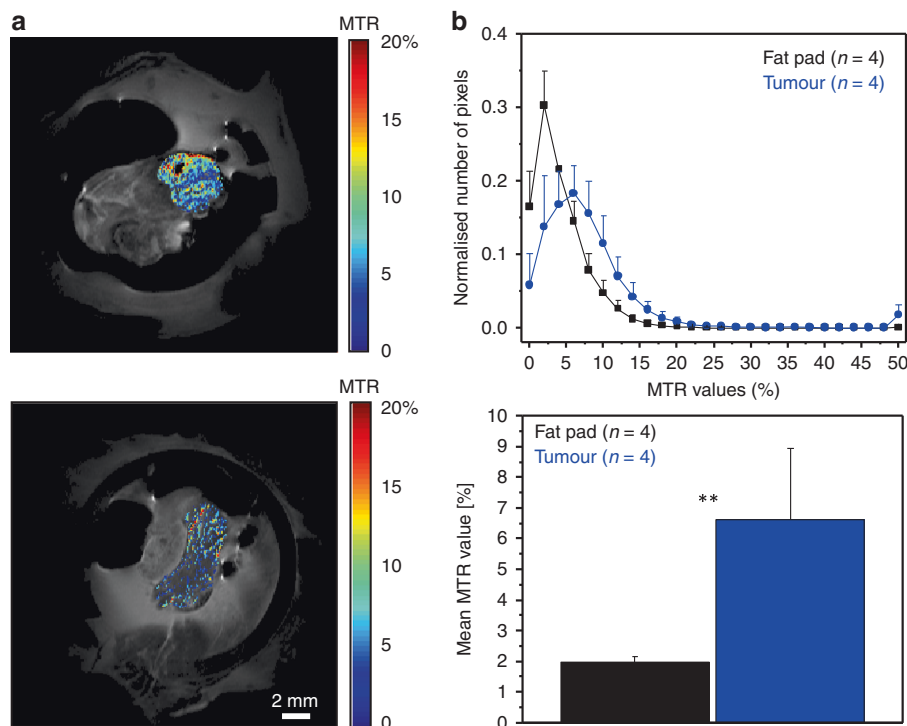 a
MTR
20%
15
10
5
0
MTR
20%
15
10
5
0
2 mm
b
Fat pad (n = 4)
Tumour (n = 4)
Normalised number of pixels
0.4
0.3
0.2
0.1
0.0
0 5 10 15 20 25 30 35 40 45 50
MTR values (%)
Fat pad (n = 4)
Tumour (n = 4)
**
Mean MTR value [%]
10
9
8
7
6
5
4
3
2
1
0